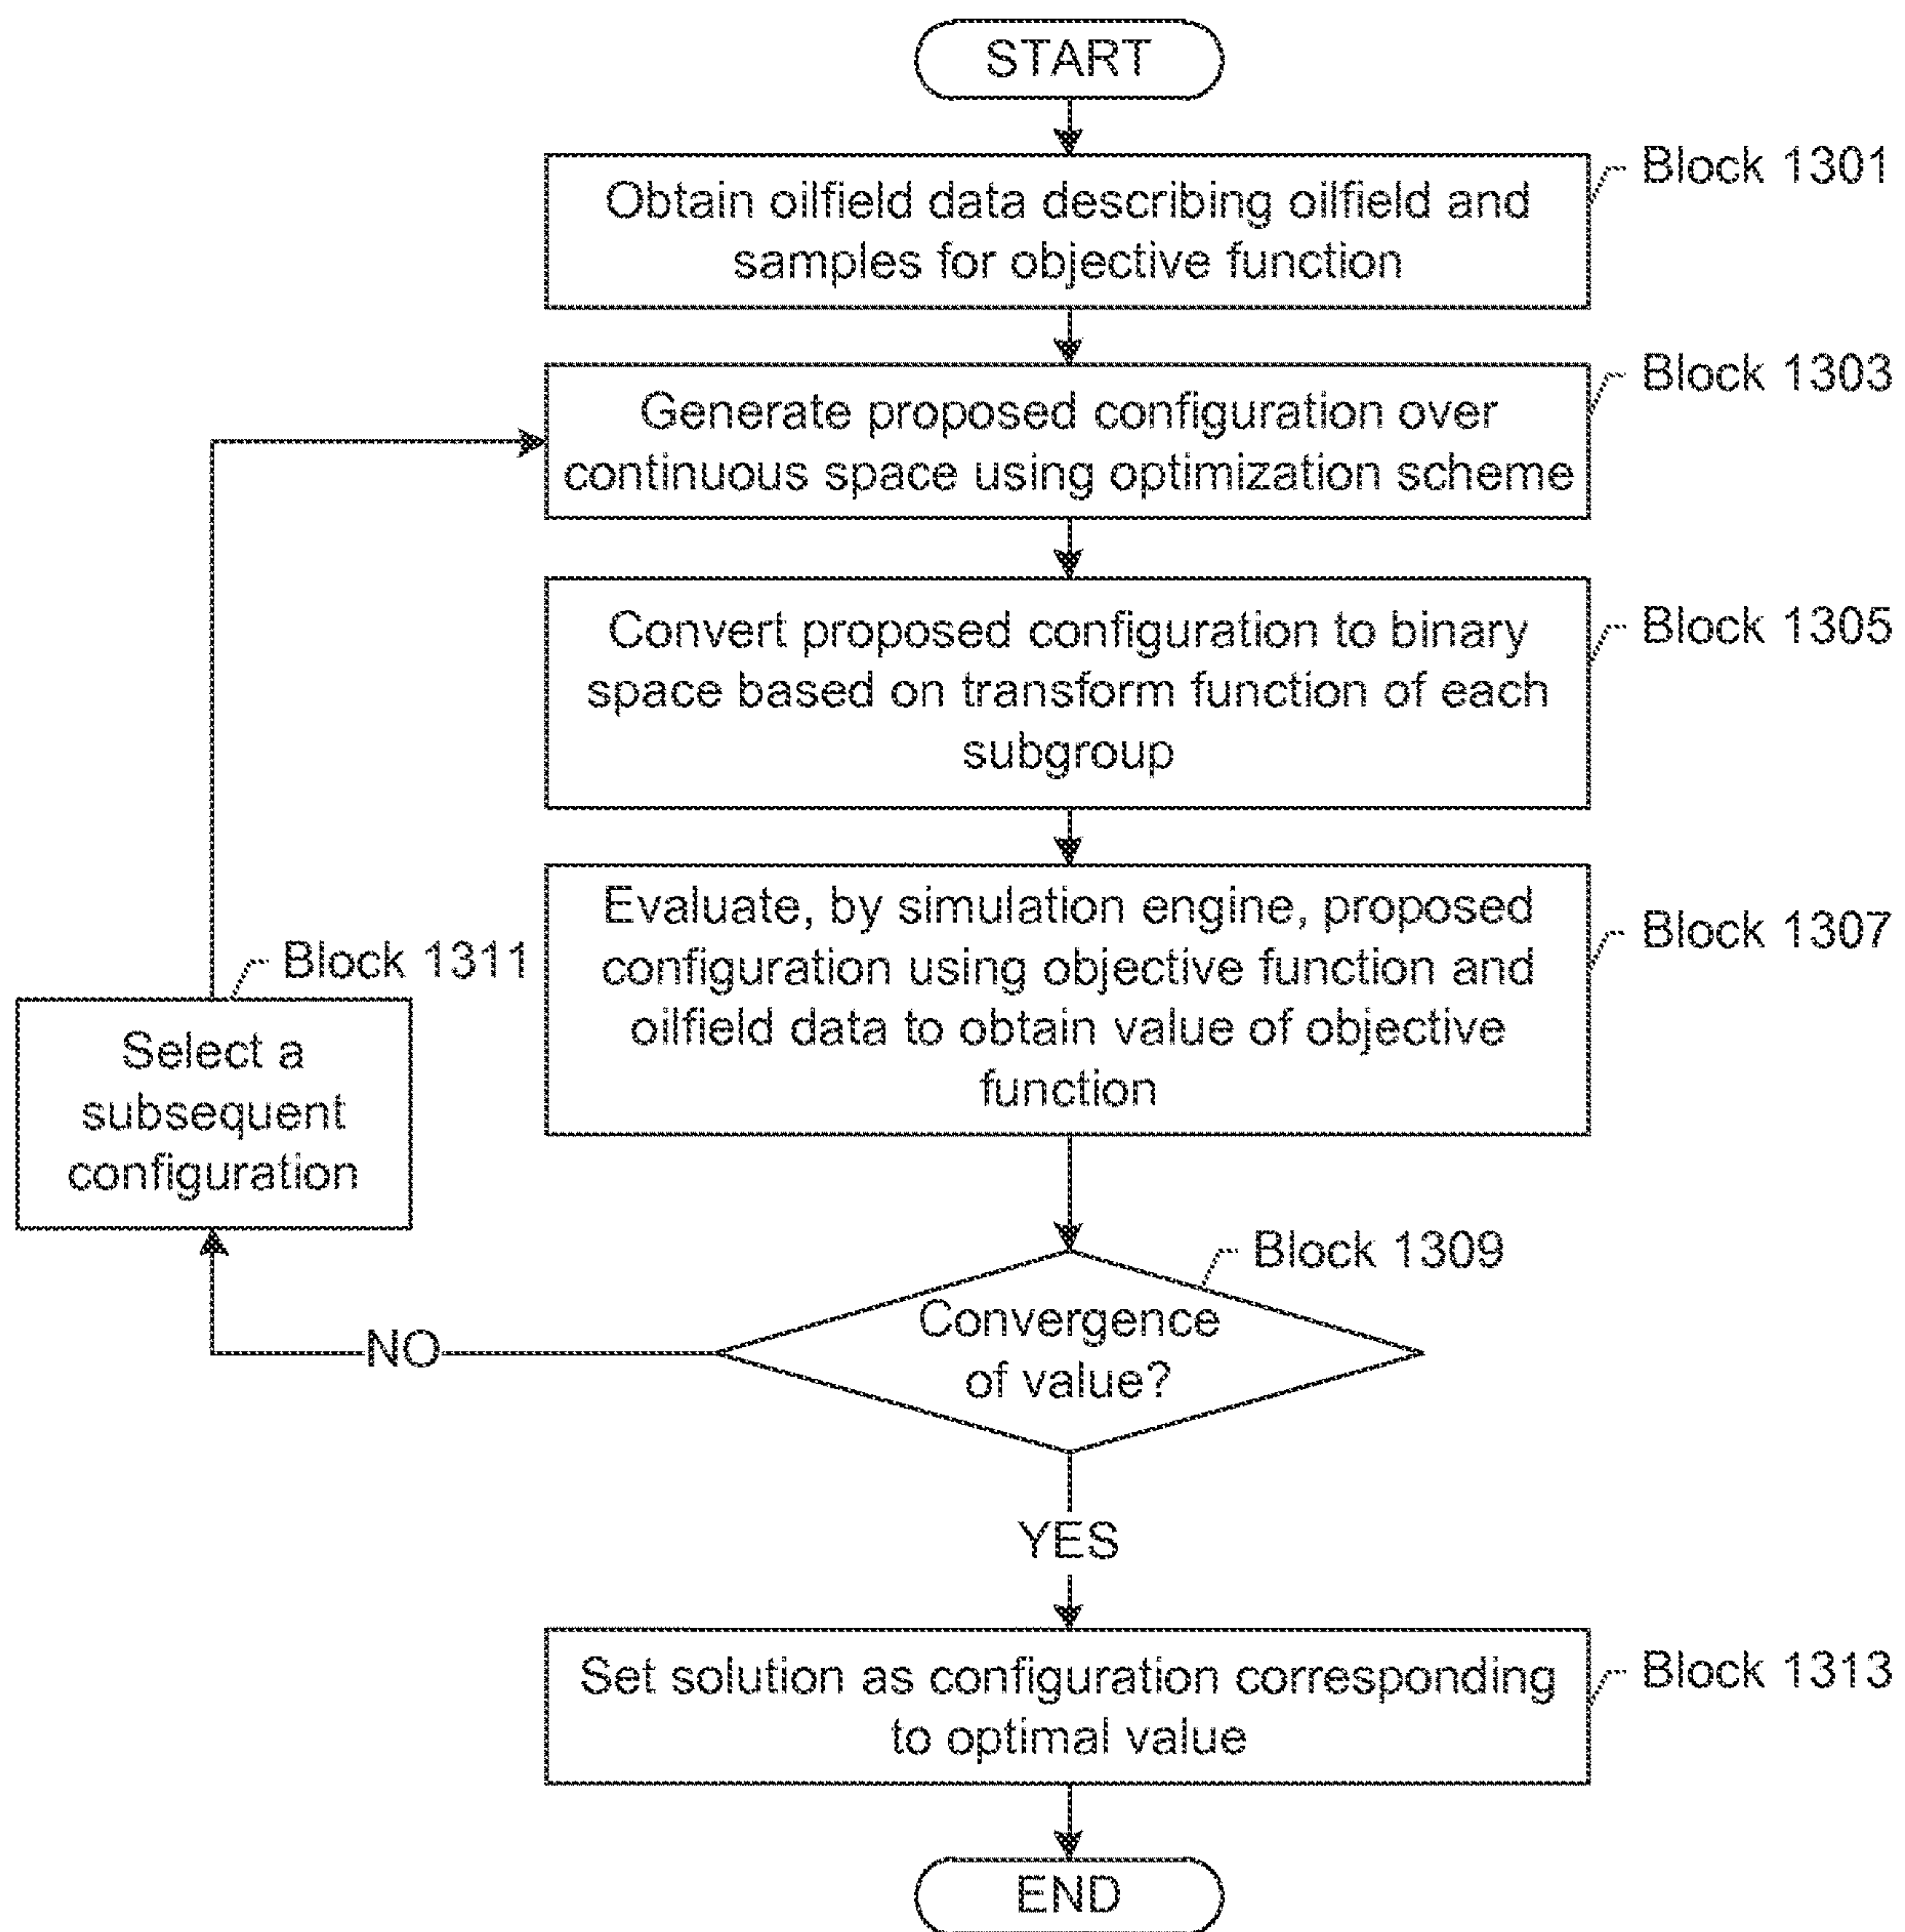 START
Block 1301
Obtain oilfield data describing oilfield and
samples for objective function
Block 1303
Generate proposed configuration over
continuous space using optimization scheme
Block 1305
Convert proposed configuration to binary
space based on transform function of each
subgroup
Block 1307
Evaluate, by simulation engine, proposed
configuration using objective function and
oilfield data to obtain value of objective
function
Block 1311
Select a
subsequent
configuration
Block 1309
Convergence
of value?
NO
YES
Block 1313
Set solution as configuration corresponding
to optimal value
END